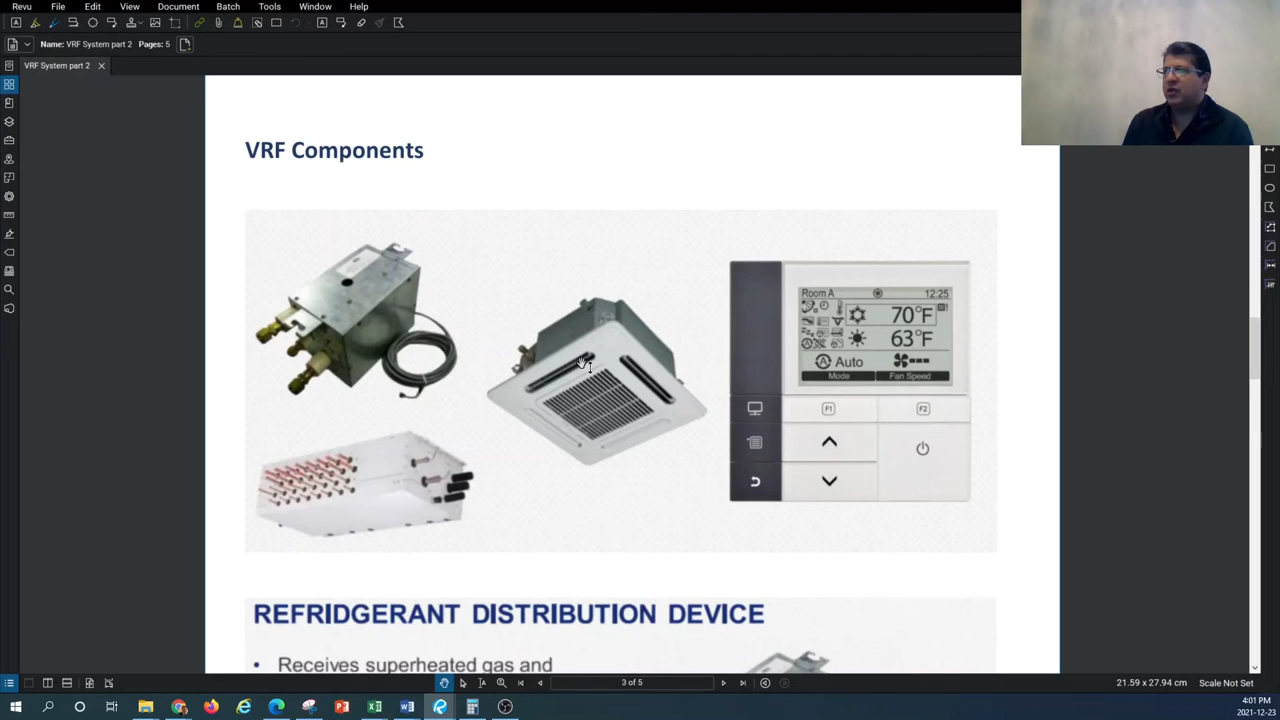 Revu File Edit View Document Batch Tools Window Help
Name: VRF System part 2 Pages: 5
VRF System part 2
VRF Components
Room A 12:25
70°F
63°F
Auto
Mode Fan Speed
F1 F2
REFRIDGERANT DISTRIBUTION DEVICE
• Receives superheated gas and
3 of 5
21.59 x 27.94 cm Scale Not Set
4:01 PM
2021-12-23